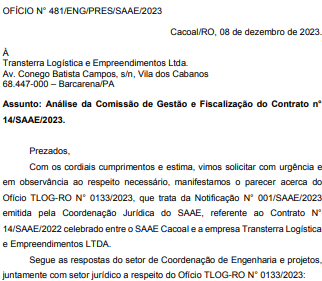 OFÍCIO N° 481/ENG/PRES/SAAE/2023
Cacoal/RO, 08 de dezembro de 2023.
À
Transterra Logística e Empreendimentos Ltda.
Av. Conego Batista Campos, s/n, Vila dos Cabanos
68.447-000 – Barcarena/PA
Assunto: Análise da Comissão de Gestão e Fiscalização do Contrato n°
14/SAAE/2023.
Prezados,
Com os cordiais cumprimentos e estima, vimos solicitar com urgência e
em observância ao respeito necessário, manifestamos o parecer acerca do
Ofício TLOG-RO N° 0133/2023, que trata da Notificação N° 001/SAAE/2023
emitida pela Coordenação Jurídica do SAAE, referente ao Contrato N°
14/SAAE/2022 celebrado entre o SAAE Cacoal e a empresa Transterra Logística
e Empreendimentos LTDA.
Segue as respostas do setor de Coordenação de Engenharia e projetos,
juntamente com setor jurídico a respeito do Ofício TLOG-RO N° 0133/2023: